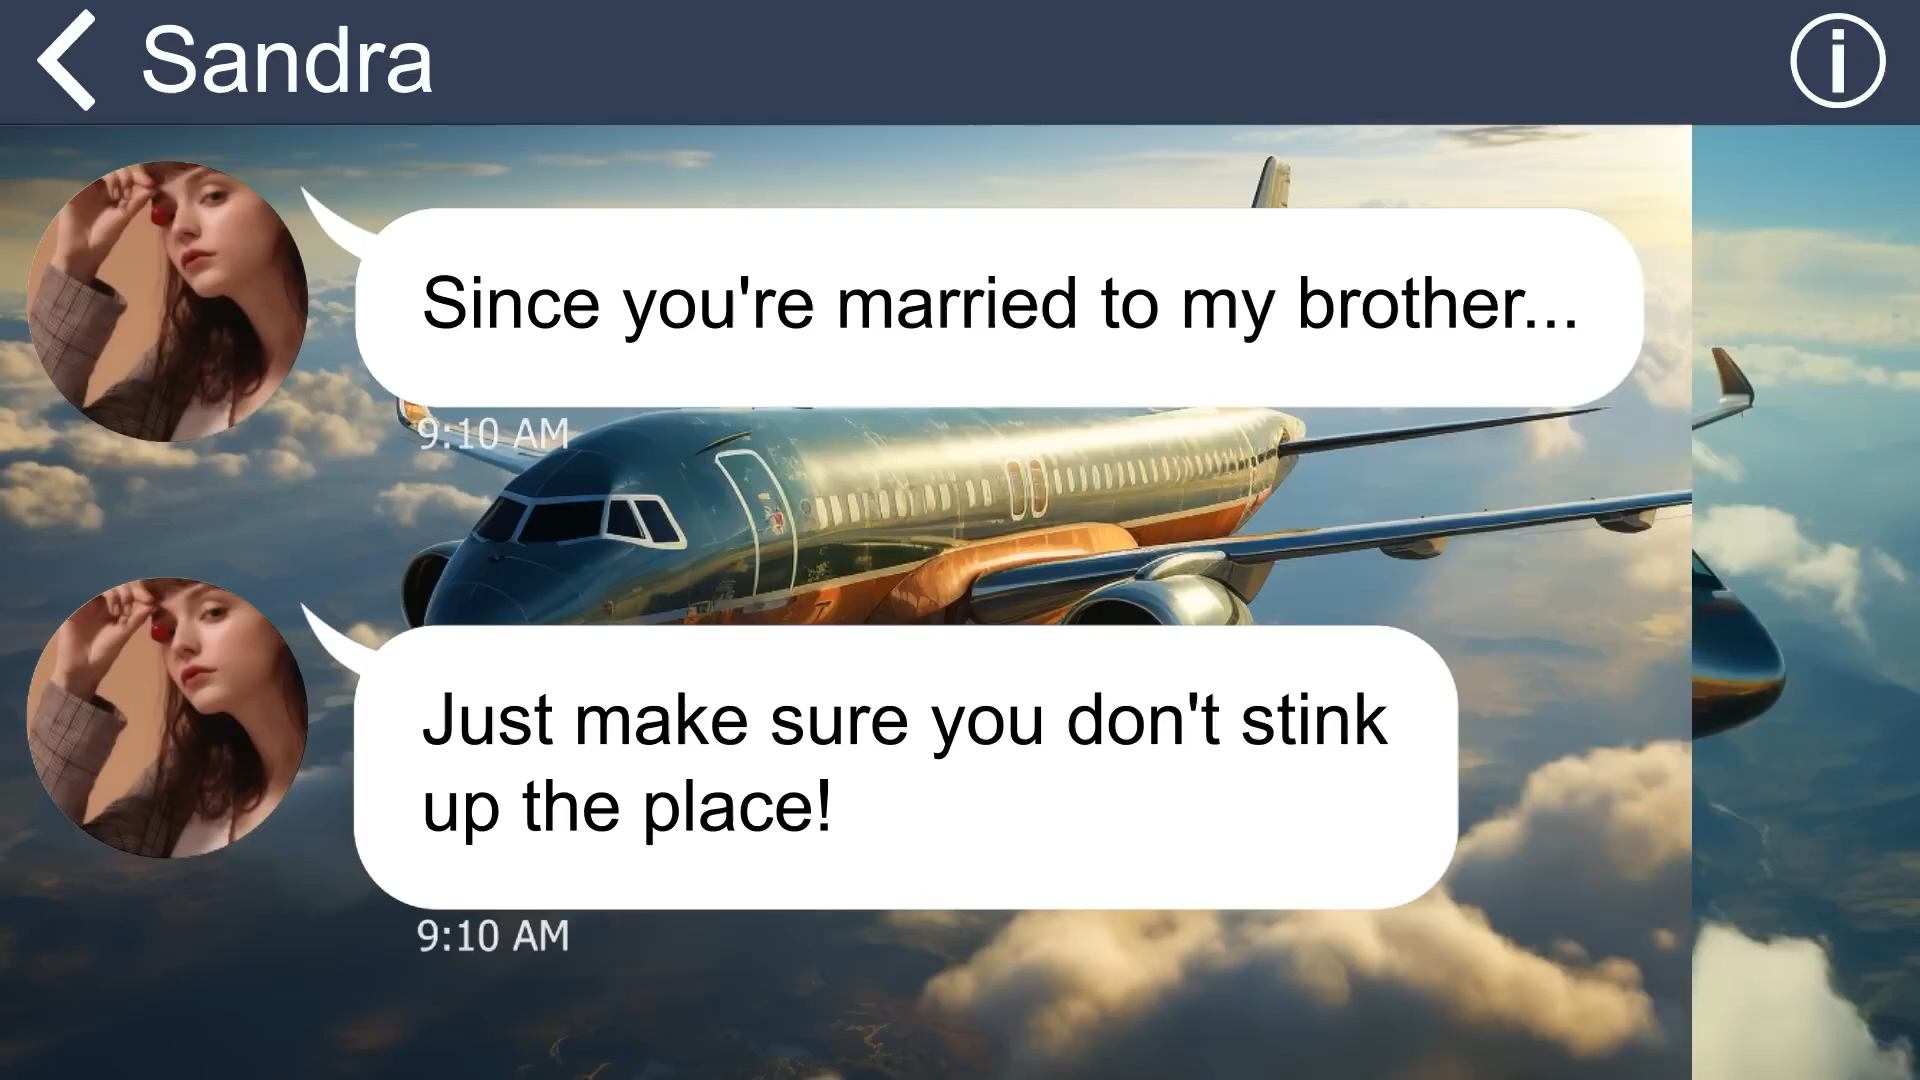 Sandra
Since you're married to my brother...
9:10 AM
Just make sure you don't stink
up the place!
9:10 AM